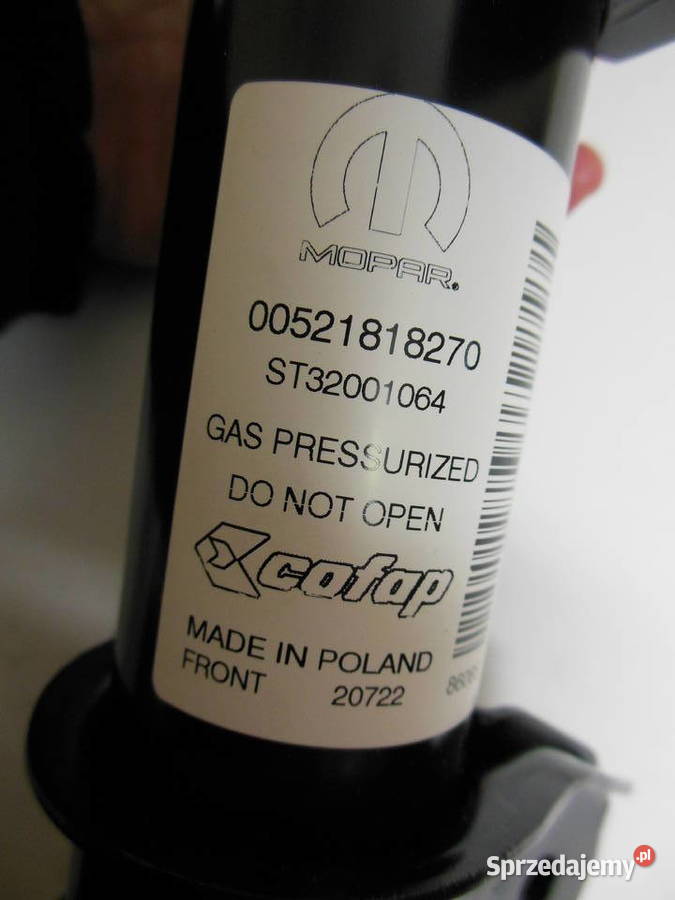 MOPAR®
00521818270
ST32001064
GAS PRESSURIZED
DO NOT OPEN
cofap
MADE IN POLAND
FRONT 20722
Sprzedajemy.pl